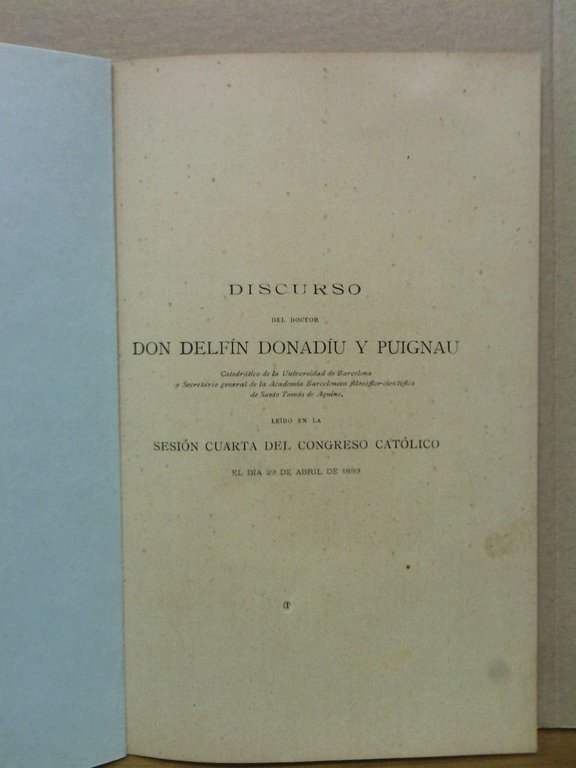 DISCURSO
DEL DOCTOR
DON DELFÍN DONADÍU Y PUIGNAU
Catedrático de la Universidad de Barcelona
y Secretario general de la Academia Barcelonesa filosófico-científica
de Santo Tomás de Aquino,
LEÍDO EN LA
SESIÓN CUARTA DEL CONGRESO CATÓLICO
EL DIA 29 DE ABRIL DE 1889